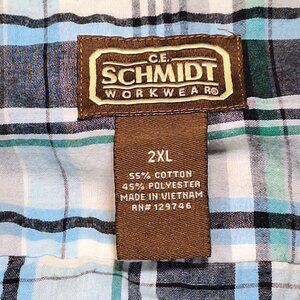 C.E.
SCHMIDT
WORKWEAR®
2XL
55% COTTON
45% POLYESTER
MADE IN VIETNAM
RN# 129746